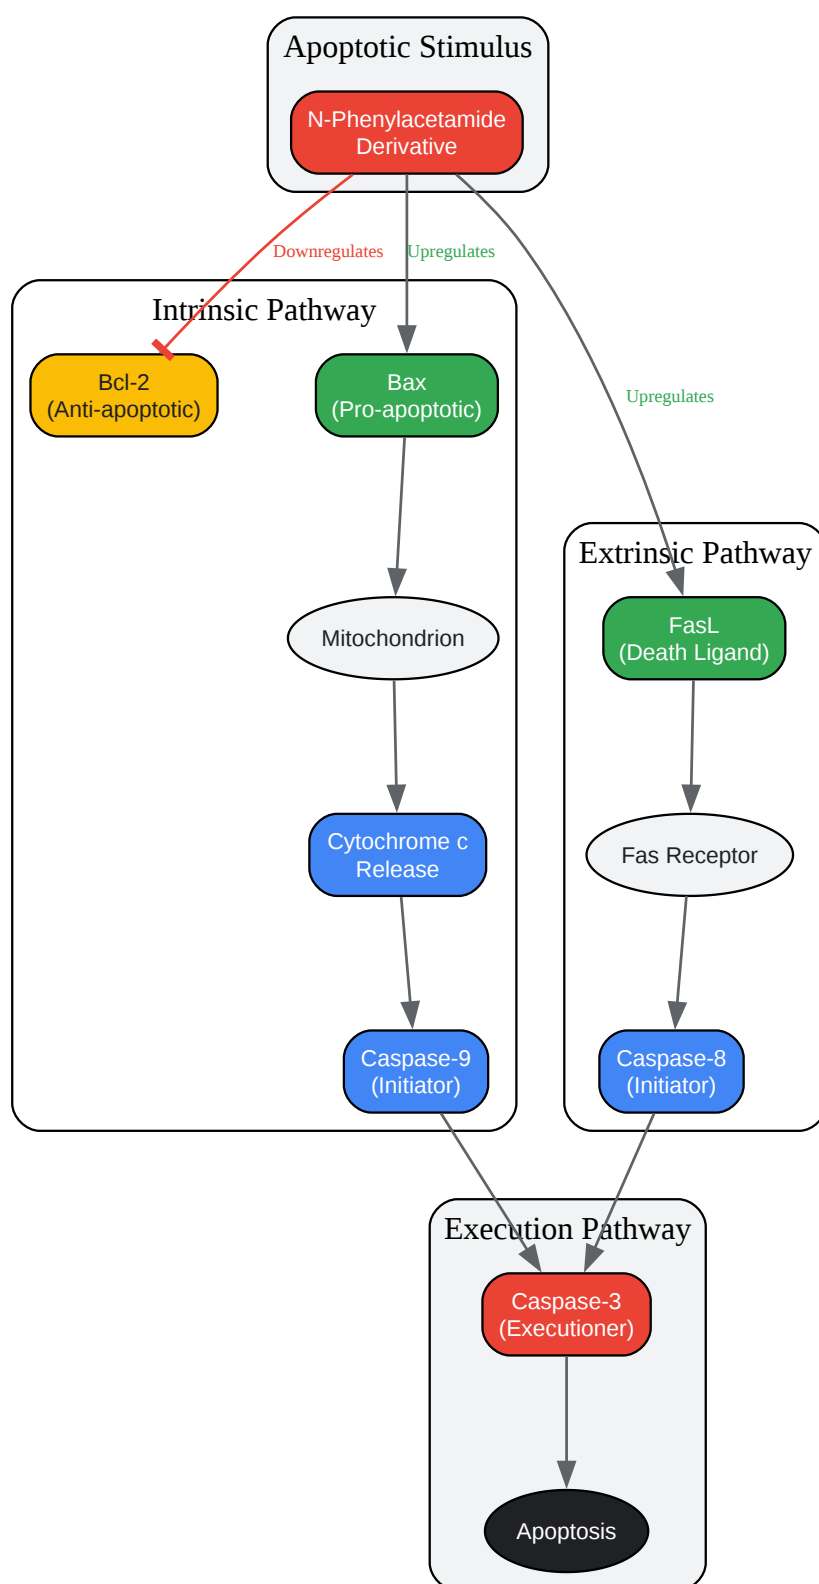 Apoptotic Stimulus
N-Phenylacetamide
Derivative
Downregulates
Upregulates
Intrinsic Pathway
Bcl-2
(Anti-apoptotic)
Bax
(Pro-apoptotic)
Upregulates
Extrinsic Pathway
Mitochondrion
FasL
(Death Ligand)
Cytochrome c
Release
Fas Receptor
Caspase-9
(Initiator)
Caspase-8
(Initiator)
Execution Pathway
Caspase-3
(Executioner)
Apoptosis